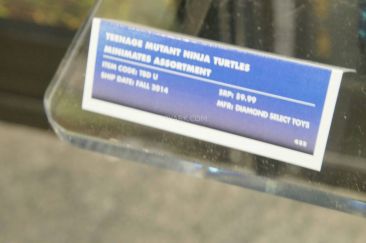 TEENAGE MUTANT NINJA TURTLES
MINIMATES ASSORTMENT
ITEM CODE: TBD U
SRP: $9.99
SHIP DATE: FALL 2014
MFR: DIAMOND SELECT TOYS